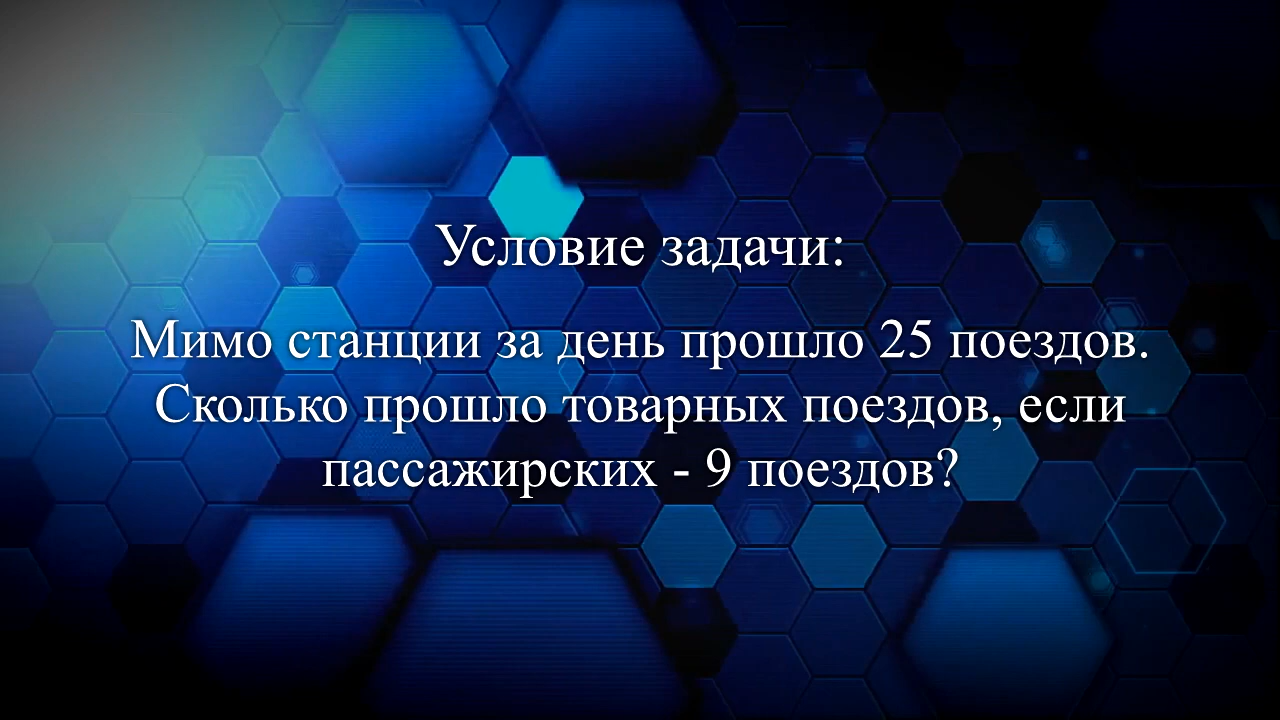 Условие задачи:
Мимо станции за день прошло 25 поездов.
Сколько прошло товарных поездов, если
пассажирских - 9 поездов?